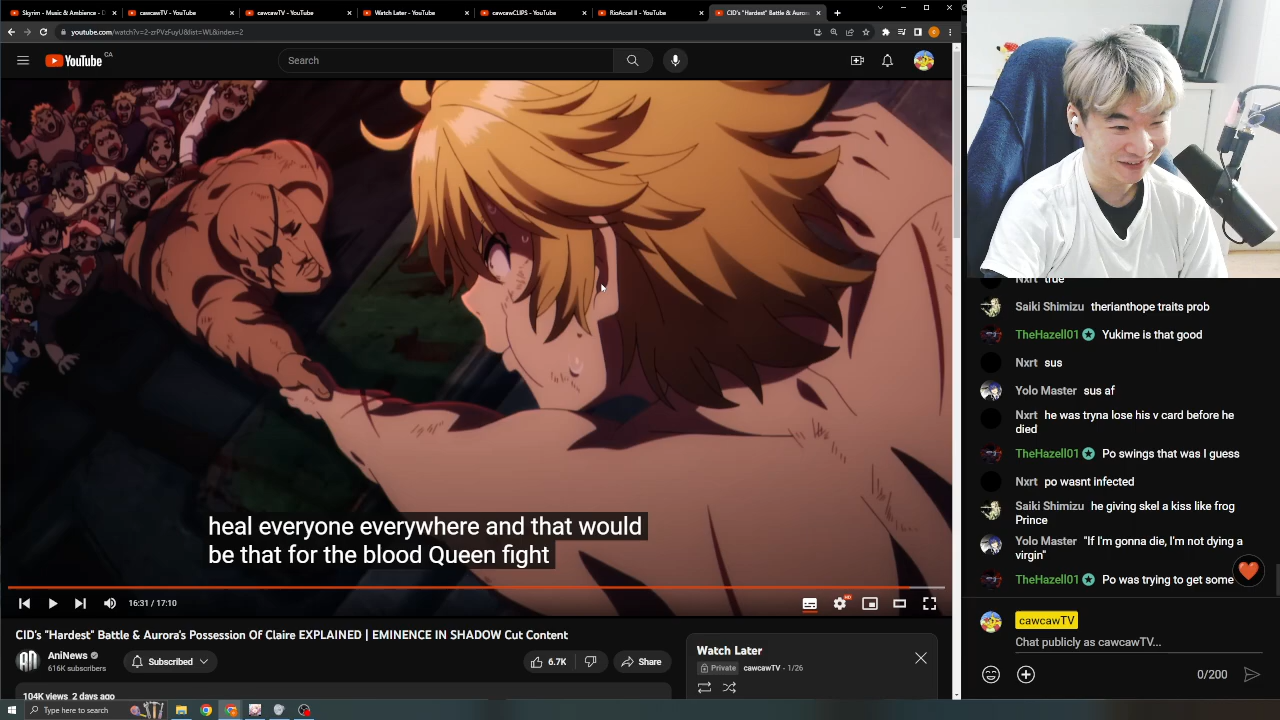 Skyrim - Music & Ambience - D
cawcawTV - YouTube
cawcawTV - YouTube
Watch Later - YouTube
cawcawCLIPS - YouTube
RioAccel II - YouTube
CID's "Hardest" Battle & Aurora
youtube.com/watch?v=2-zrPVzFuyU&list=WL&index=2
YouTube CA
Search
heal everyone everywhere and that would
be that for the blood Queen fight
16:31 / 17:10
CID's "Hardest" Battle & Aurora's Possession Of Claire EXPLAINED | EMINENCE IN SHADOW Cut Content
AN
AniNews
616K subscribers
Subscribed
6.7K
Share
104K views 2 days ago
Watch Later
Private cawcawTV - 1/26
Nxrt true
Saiki Shimizu therianthope traits prob
TheHazell01 Yukime is that good
Nxrt sus
Yolo Master sus af
Nxrt he was tryna lose his v card before he
died
TheHazell01 Po swings that was I guess
Nxrt po wasnt infected
Saiki Shimizu he giving skel a kiss like frog
Prince
Yolo Master "If I'm gonna die, I'm not dying a
virgin"
TheHazell01 Po was trying to get some
cawcawTV
Chat publicly as cawcawTV...
0/200
Type here to search